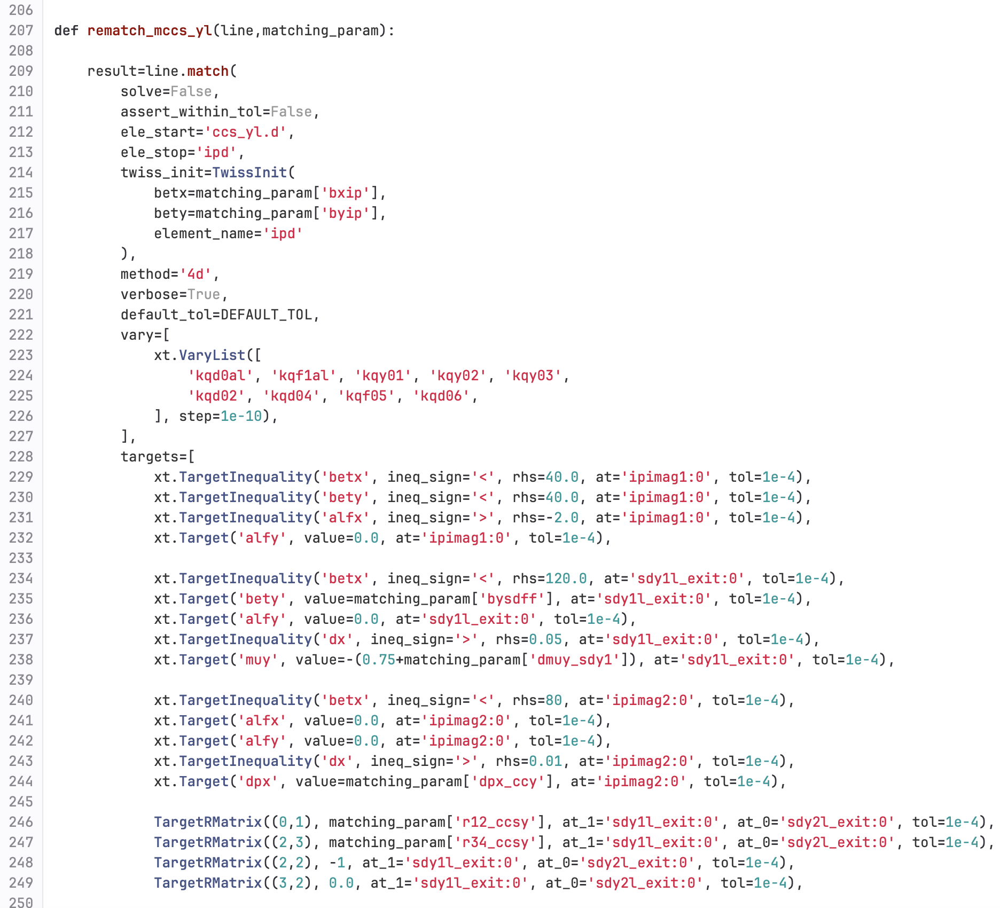 206
207 def rematch_mccs_yl(line,matching_param):
208
209     result=line.match(
210         solve=False,
211         assert_within_tol=False,
212         ele_start='ccs_yl.d',
213         ele_stop='ipd',
214         twiss_init=TwissInit(
215             betx=matching_param['bxip'],
216             bety=matching_param['byip'],
217             element_name='ipd'
218         ),
219         method='4d',
220         verbose=True,
221         default_tol=DEFAULT_TOL,
222         vary=[
223             xt.VaryList([
224                 'kqd0al', 'kqf1al', 'kqy01', 'kqy02', 'kqy03',
225                 'kqd02', 'kqd04', 'kqf05', 'kqd06',
226             ], step=1e-10),
227         ],
228         targets=[
229             xt.TargetInequality('betx', ineq_sign='<', rhs=40.0, at='ipimag1:0', tol=1e-4),
230             xt.TargetInequality('bety', ineq_sign='<', rhs=40.0, at='ipimag1:0', tol=1e-4),
231             xt.TargetInequality('alfx', ineq_sign='>', rhs=-2.0, at='ipimag1:0', tol=1e-4),
232             xt.Target('alfy', value=0.0, at='ipimag1:0', tol=1e-4),
233
234             xt.TargetInequality('betx', ineq_sign='<', rhs=120.0, at='sdy1l_exit:0', tol=1e-4),
235             xt.Target('bety', value=matching_param['bysdff'], at='sdy1l_exit:0', tol=1e-4),
236             xt.Target('alfy', value=0.0, at='sdy1l_exit:0', tol=1e-4),
237             xt.TargetInequality('dx', ineq_sign='>', rhs=0.05, at='sdy1l_exit:0', tol=1e-4),
238             xt.Target('muy', value=-(0.75+matching_param['dmuy_sdy1']), at='sdy1l_exit:0', tol=1e-4),
239
240             xt.TargetInequality('betx', ineq_sign='<', rhs=80, at='ipimag2:0', tol=1e-4),
241             xt.Target('alfx', value=0.0, at='ipimag2:0', tol=1e-4),
242             xt.Target('alfy', value=0.0, at='ipimag2:0', tol=1e-4),
243             xt.TargetInequality('dx', ineq_sign='>', rhs=0.01, at='ipimag2:0', tol=1e-4),
244             xt.Target('dpx', value=matching_param['dpx_ccy'], at='ipimag2:0', tol=1e-4),
245
246             TargetRMatrix((0,1), matching_param['r12_ccsy'], at_1='sdy1l_exit:0', at_0='sdy2l_exit:0', tol=1e-4),
247             TargetRMatrix((2,3), matching_param['r34_ccsy'], at_1='sdy1l_exit:0', at_0='sdy2l_exit:0', tol=1e-4),
248             TargetRMatrix((2,2), -1, at_1='sdy1l_exit:0', at_0='sdy2l_exit:0', tol=1e-4),
249             TargetRMatrix((3,2), 0.0, at_1='sdy1l_exit:0', at_0='sdy2l_exit:0', tol=1e-4),
250